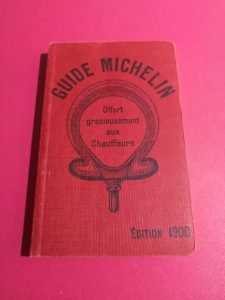 GUIDE MICHELIN
Offert
gracieusement
aux
Chauffeurs
ÉDITION 1900